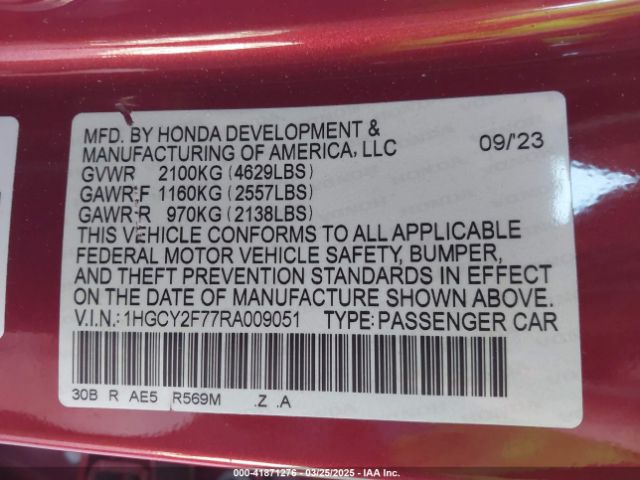 MFD. BY HONDA DEVELOPMENT &
MANUFACTURING OF AMERICA, LLC 09/'23
GVWR 2100KG (4629LBS)
GAWR F 1160KG (2557LBS)
GAWR R 970KG (2138LBS)
THIS VEHICLE CONFORMS TO ALL APPLICABLE
FEDERAL MOTOR VEHICLE SAFETY, BUMPER,
AND THEFT PREVENTION STANDARDS IN EFFECT
ON THE DATE OF MANUFACTURE SHOWN ABOVE.
V.I.N.:1HGCY2F77RA009051 TYPE:PASSENGER CAR
30B R AE5 R569M .Z .A
000-41871276 - 03/25/2025 - IAA Inc.